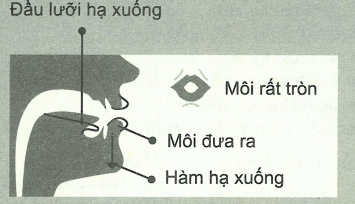 Đầu lưỡi hạ xuống
Môi rất tròn
Môi đưa ra
Hàm hạ xuống